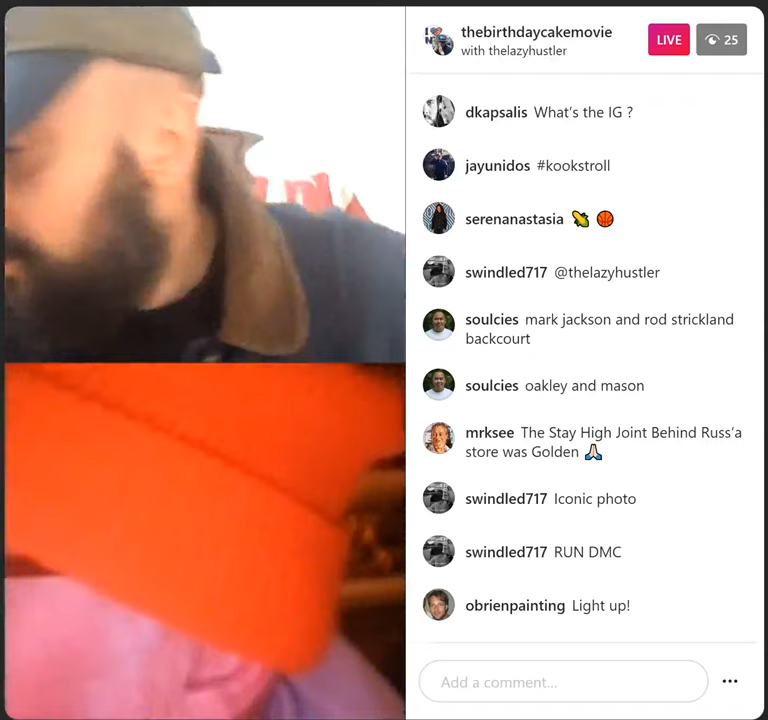 thebirthdaycakemovie
with thelazyhustler
LIVE
25
dkapsalis What's the IG ?
jayunidos #kookstroll
serenanastasia 🌽 🏀
swindled717 @thelazyhustler
soulcies mark jackson and rod strickland
backcourt
soulcies oakley and mason
mrksee The Stay High Joint Behind Russ'a
store was Golden 🙏🏻
swindled717 Iconic photo
swindled717 RUN DMC
obrienpainting Light up!
Add a comment...